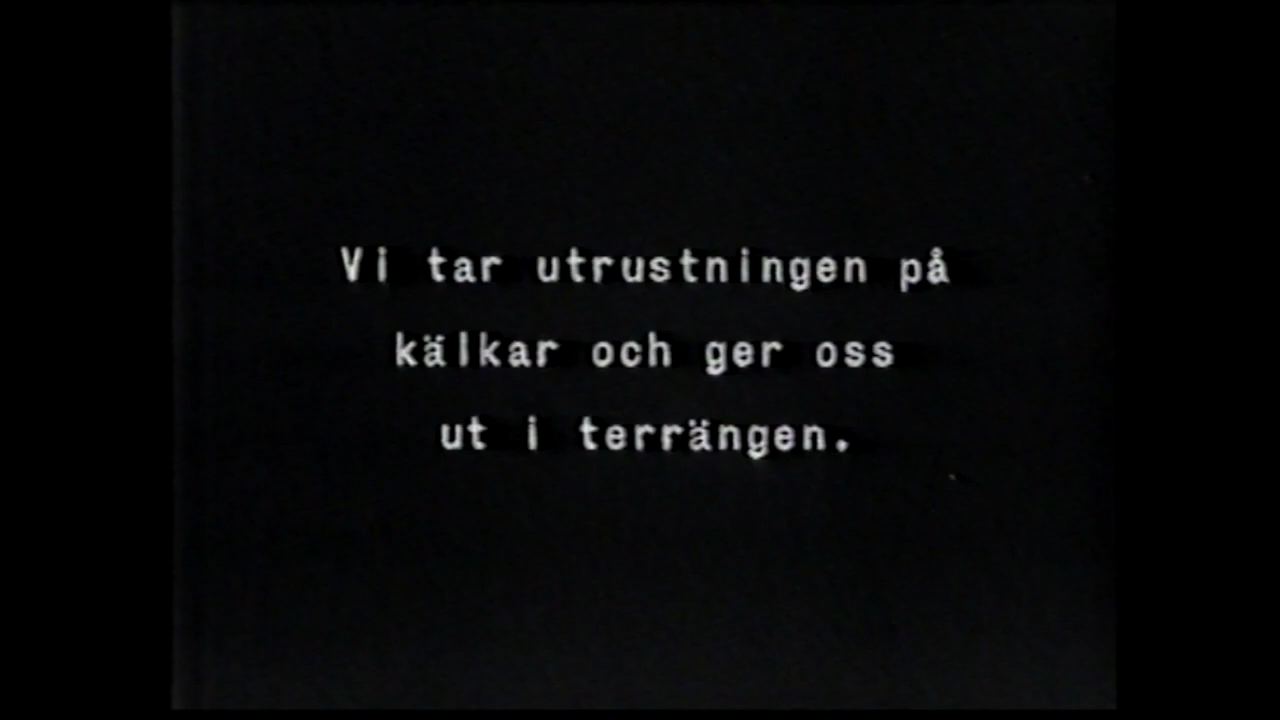 Vi tar utrustningen på
kälkar och ger oss
ut i terrängen.